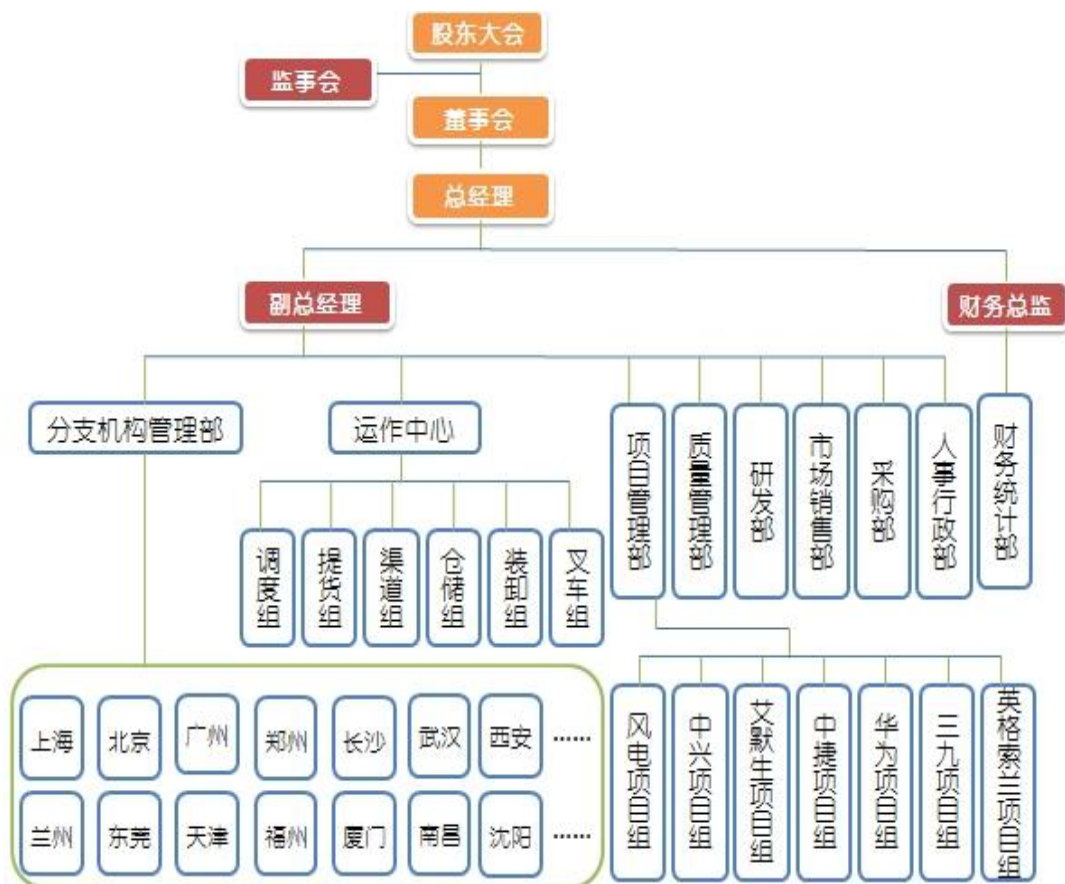 股东大会
监事会
董事会
总经理
副总经理
财务总监
分支机构管理部
运作中心
项目管理部
质量管理部
研发部
市场销售部
采购部
人事行政部
财务统计部
调度组
提货组
渠道组
仓储组
装卸组
叉车组
上海
北京
广州
郑州
长沙
武汉
西安
……
兰州
东莞
天津
福州
厦门
南昌
沈阳
……
风电项目组
中兴项目组
艾默生项目组
中捷项目组
华为项目组
三九项目组
英格索兰项目组